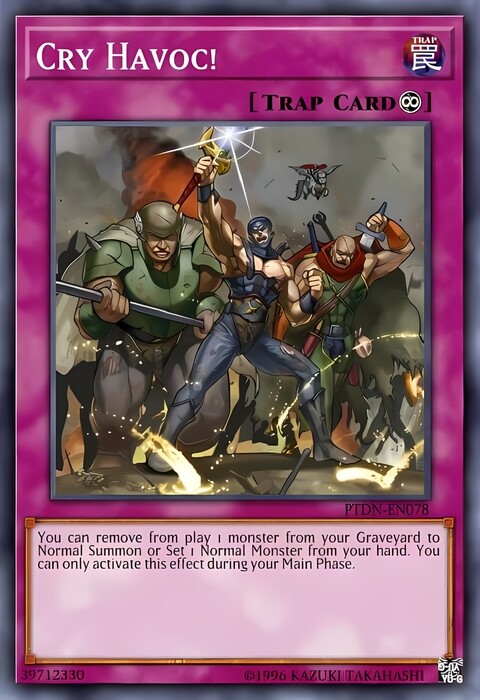 CRY HAVOC!
TRAP
罠
[TRAP CARD∞]
PTDN-EN078
You can remove from play 1 monster from your Graveyard to
Normal Summon or Set 1 Normal Monster from your hand. You
can only activate this effect during your Main Phase.
39712330
©1996 KAZUKI TAKAHASHI